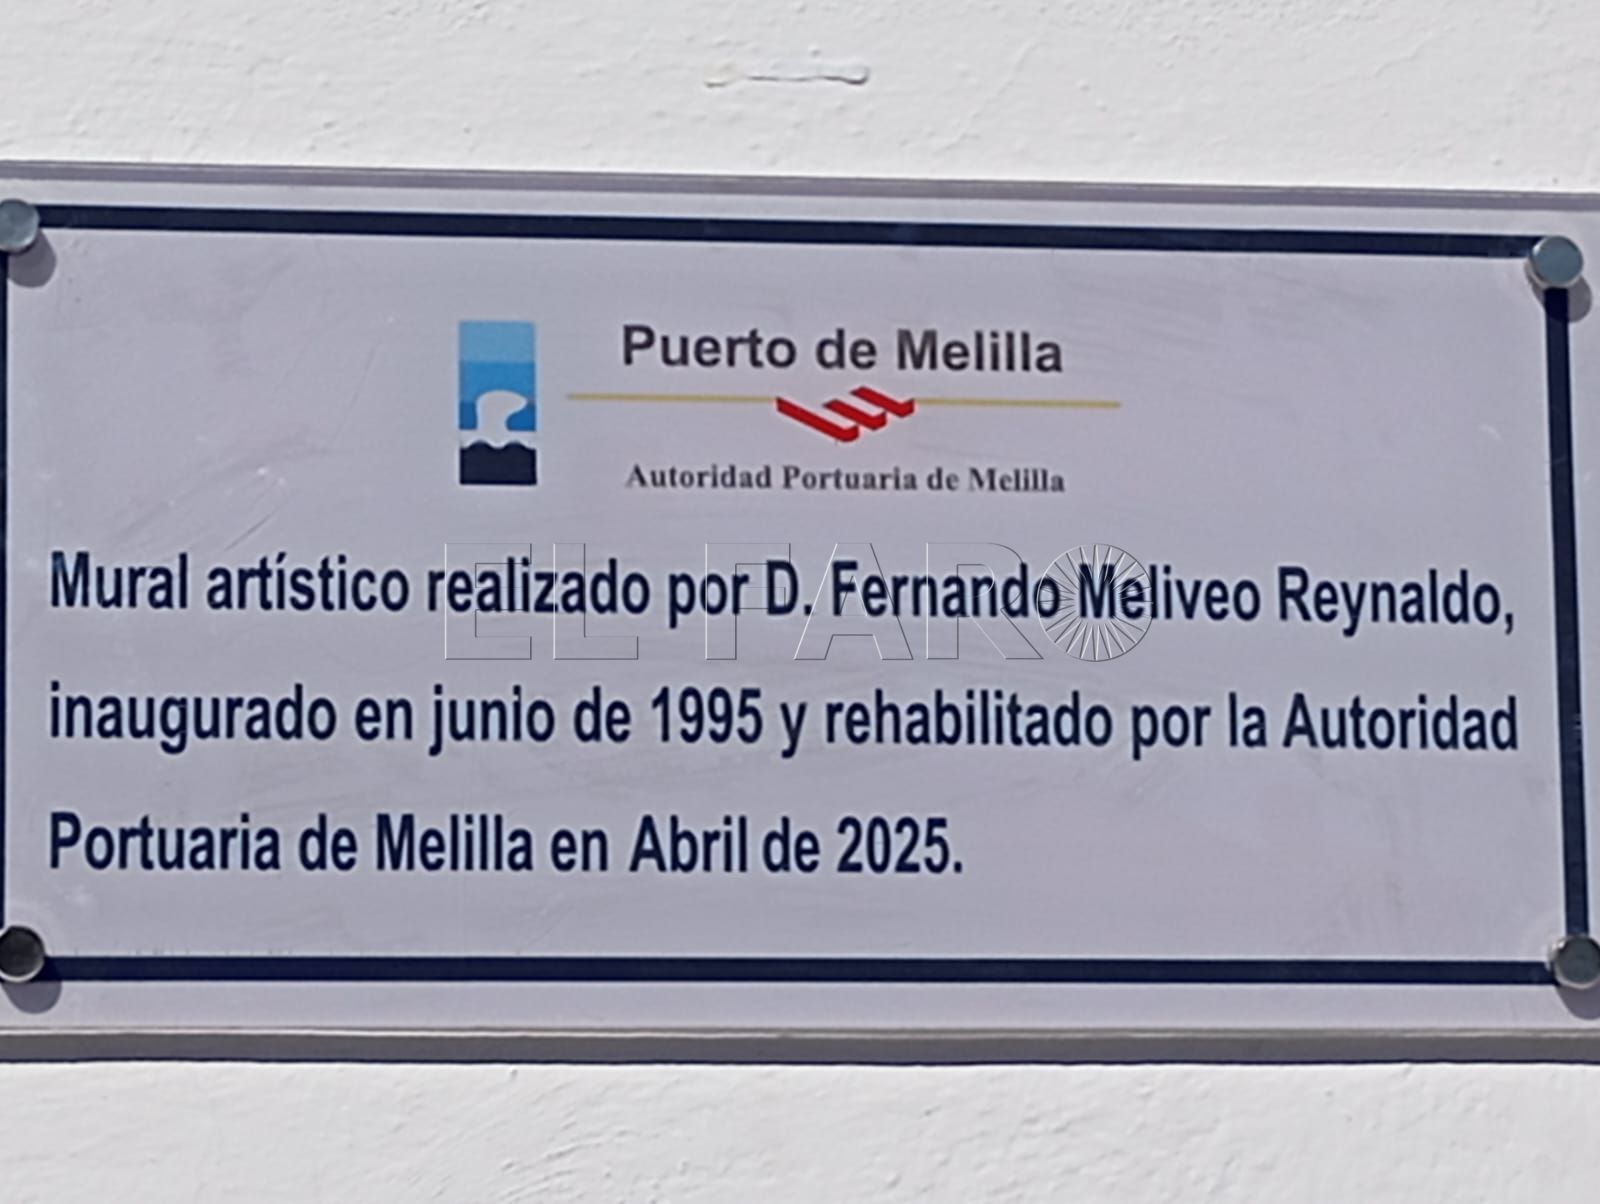 Puerto de Melilla
Autoridad Portuaria de Melilla
Mural artístico realizado por D. Fernando Meliveo Reynaldo,
EL FARO
inaugurado en junio de 1995 y rehabilitado por la Autoridad
Portuaria de Melilla en Abril de 2025.